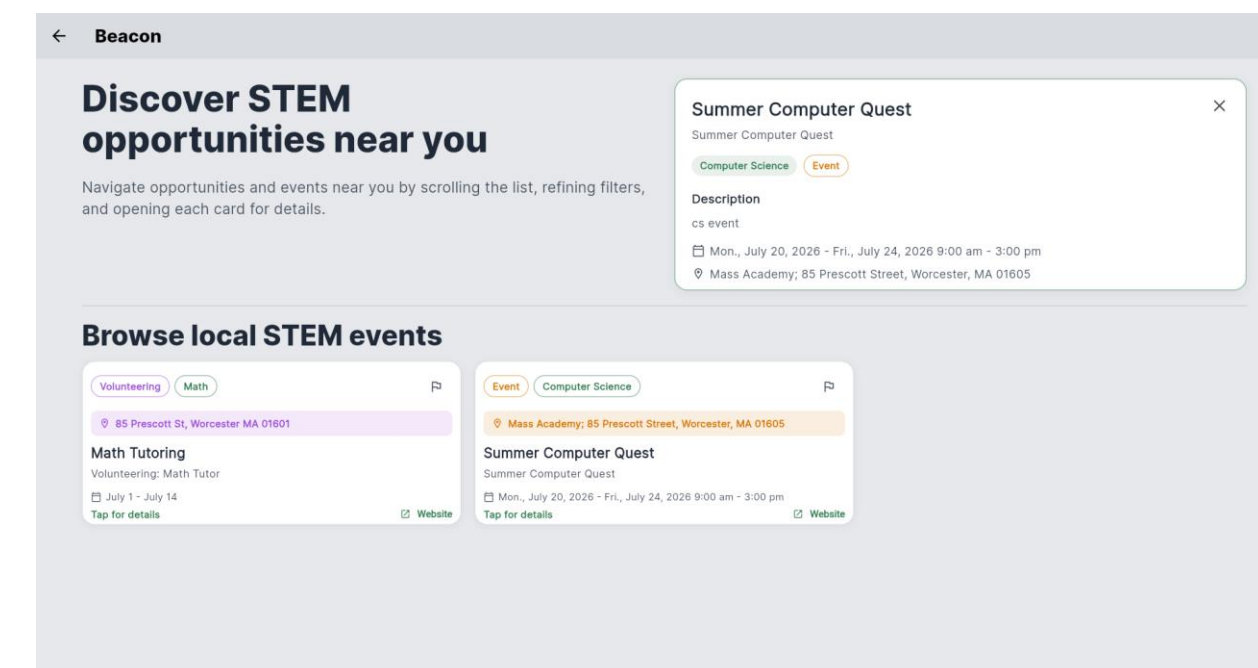 Beacon
Discover STEM
opportunities near you
Navigate opportunities and events near you by scrolling the list, refining filters,
and opening each card for details.
Summer Computer Quest
Summer Computer Quest
Computer Science Event
Description
cs event
Mon., July 20, 2026 - Fri., July 24, 2026 9:00 am - 3:00 pm
Mass Academy; 85 Prescott Street, Worcester, MA 01605
Browse local STEM events
Volunteering Math
85 Prescott St, Worcester MA 01601
Math Tutoring
Volunteering: Math Tutor
July 1 - July 14
Tap for details Website
Event Computer Science
Mass Academy; 85 Prescott Street, Worcester, MA 01605
Summer Computer Quest
Summer Computer Quest
Mon., July 20, 2026 - Fri., July 24, 2026 9:00 am - 3:00 pm
Tap for details Website